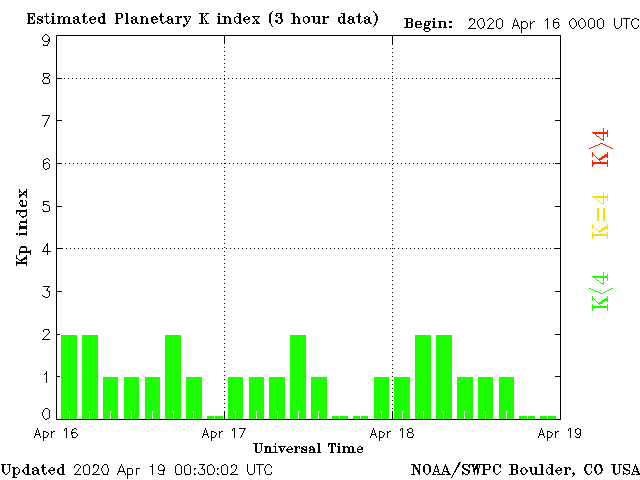 Estimated Planetary K index (3 hour data)
Begin: 2020 Apr 16 0000 UTC
9
8
7
6
5
4
3
2
1
0
Kp index
K>4
K=4
K<4
Apr 16
Apr 17
Apr 18
Apr 19
Universal Time
Updated 2020 Apr 19 00:30:02 UTC
NOAA/SWPC Boulder, CO USA